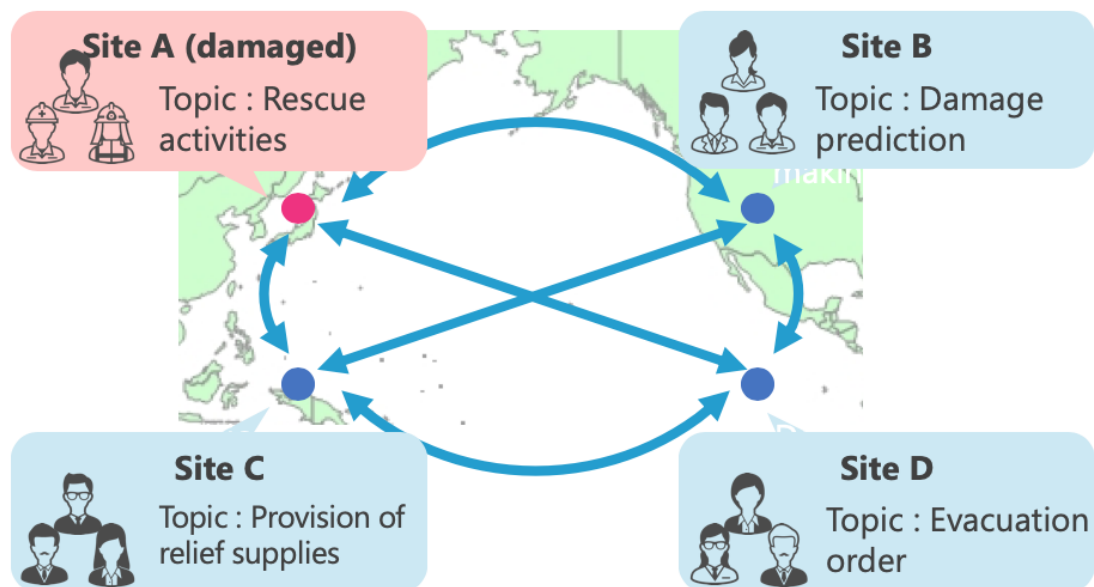 Site A (damaged)
Topic : Rescue
activities
Site B
Topic : Damage
prediction
Site C
Topic : Provision of
relief supplies
Site D
Topic : Evacuation
order